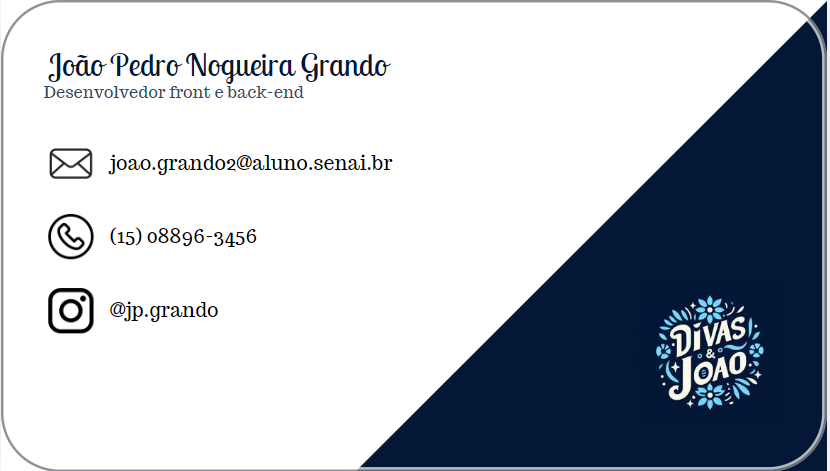 João Pedro Nogueira Grando
Desenvolvedor front e back-end
joao.grando2@aluno.senai.br
(15) 08896-3456
@jp.grando
DIVAS
&
JOAO